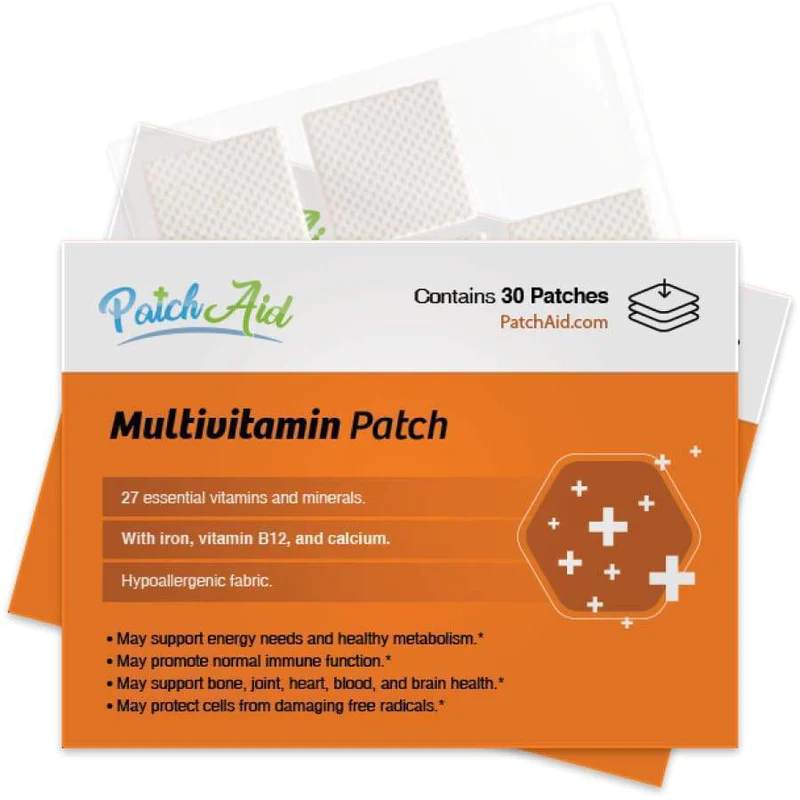 Patch Aid
Contains 30 Patches
PatchAid.com
Multivitamin Patch
27 essential vitamins and minerals.
With iron, vitamin B12, and calcium.
Hypoallergenic fabric.
• May support energy needs and healthy metabolism.*
• May promote normal immune function.*
• May support bone, joint, heart, blood, and brain health.*
• May protect cells from damaging free radicals.*